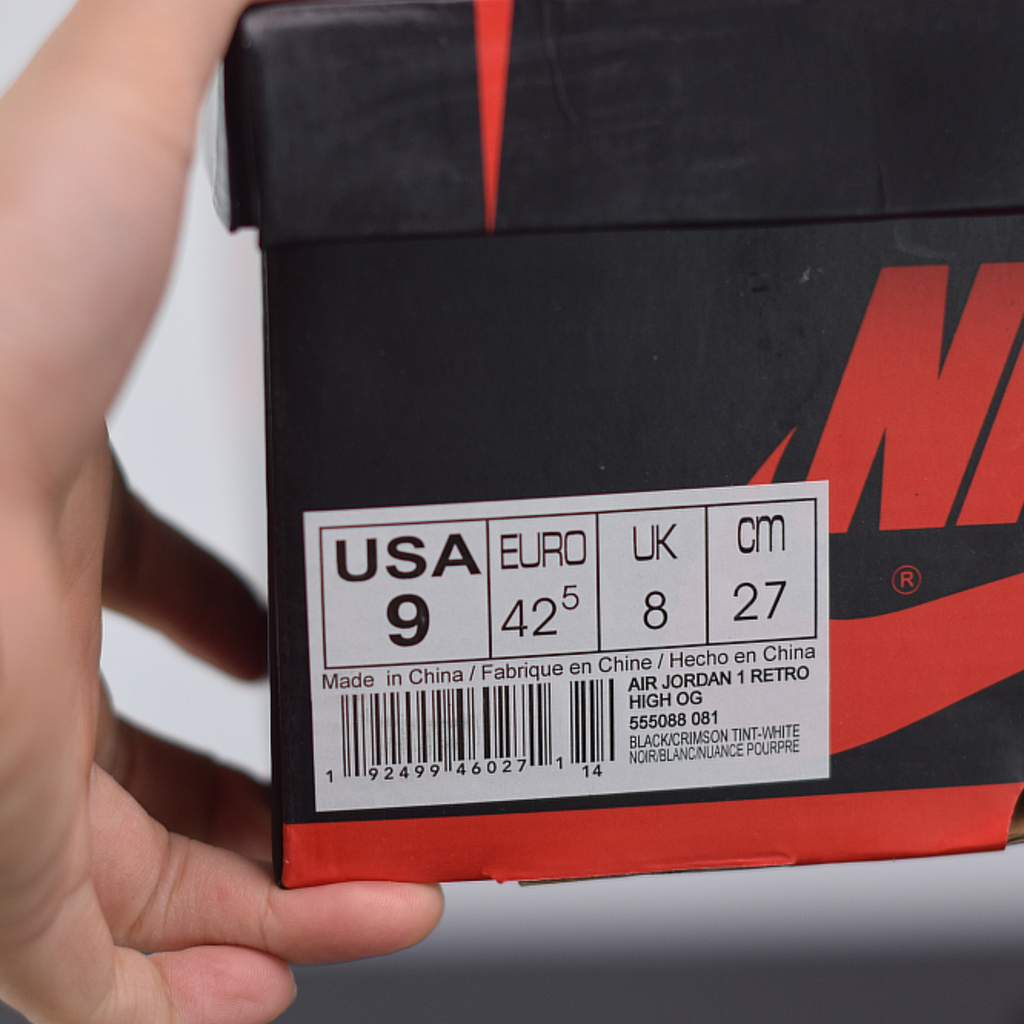 NI
®
USA EURO UK cm
9 42⁵ 8 27
Made in China / Fabrique en Chine / Hecho en China
AIR JORDAN 1 RETRO
HIGH OG
555088 081
BLACK/CRIMSON TINT-WHITE
NOIR/BLANC/NUANCE POURPRE
1 92499 46027 1 14